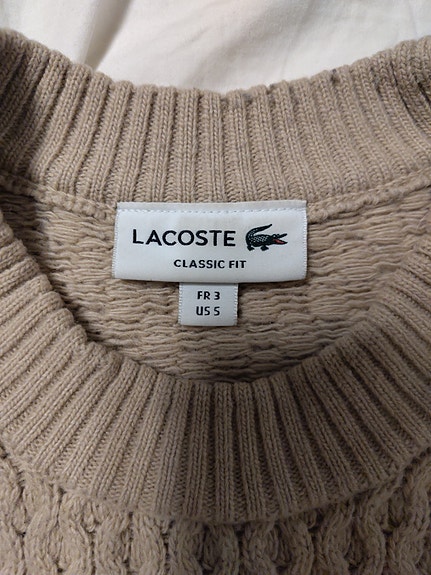 LACOSTE
CLASSIC FIT
FR 3
US S